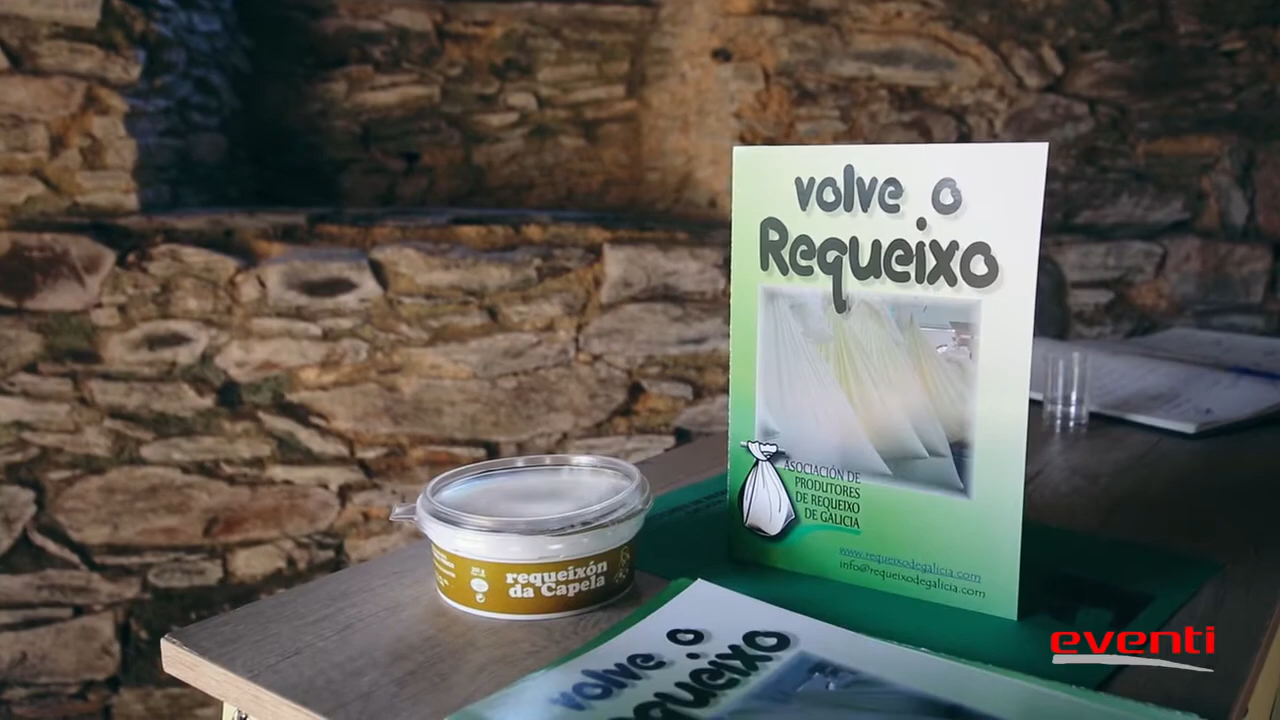 volve o
Requeixo
ASOCIACIÓN DE
PRODUTORES
DE REQUEIXO
DE GALICIA
www.requeixodegalicia.com
info@requeixodegalicia.com
requeixón
da Capela
volve o
Requeixo
eventi